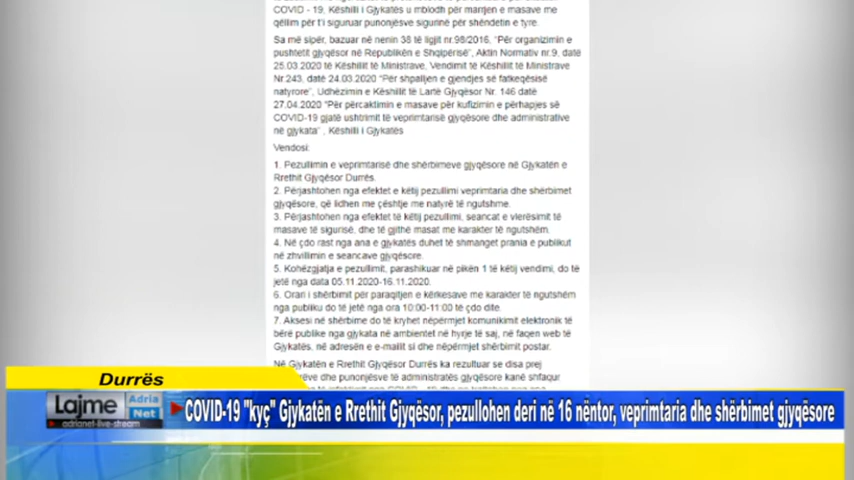 COVID - 19, Këshilli i Gjykatës u mblodh për marrjen e masave me
qëllim për t'i siguruar punonjësve sigurinë për shëndetin e tyre.
Sa më sipër, bazuar në nenin 38 të ligjit nr.98/2016, "Për organizimin e
pushtetit gjyqësor në Republikën e Shqipërisë", Aktin Normativ nr.9, datë
25.03.2020 të Këshillit të Ministrave, Vendimit të Këshillit të Ministrave
Nr.243, datë 24.03.2020 "Për shpalljen e gjendjes së fatkeqësisë
natyrore", Udhëzimin e Këshillit të Lartë Gjyqësor Nr. 146 datë
27.04.2020 "Për përcaktimin e masave për kufizimin e përhapjes së
COVID-19 gjatë ushtrimit të veprimtarisë gjyqësore dhe administrative
në gjykata" , Këshilli i Gjykatës
Vendosi:
1. Pezullimin e veprimtarisë dhe shërbimeve gjyqësore në Gjykatën e
Rrethit Gjyqësor Durrës.
2. Përjashtohen nga efektet e këtij pezullimi veprimtaria dhe shërbimet
gjyqësore, që lidhen me çështje me natyrë të ngutshme.
3. Përjashtohen nga efektet të këtij pezullimi, seancat e vlerësimit të
masave të sigurisë, dhe të gjithë masat me karakter të ngutshëm.
4. Në çdo rast nga ana e gjykatës duhet të shmanget prania e publikut
në zhvillimin e seancave gjyqësore.
5. Kohëzgjatja e pezullimit, parashikuar në pikën 1 të këtij vendimi, do të
jetë nga data 05.11.2020-16.11.2020.
6. Orari i shërbimit për paraqitjen e kërkesave me karakter të ngutshëm
nga publiku do të jetë nga ora 10:00-11:00 të çdo dite.
7. Aksesi në shërbime do të kryhet nëpërmjet komunikimit elektronik të
bërë publike nga gjykata në ambientet në hyrje të saj, në faqen web të
Gjykatës, në adresën e e-mailit si dhe nëpërmjet shërbimit postar.
Në Gjykatën e Rrethit Gjyqësor Durrës ka rezultuar se disa prej
dhe punonjësve të administratës gjyqësore kanë shfaqur
Durrës
Lajme Adria Net
adrianet-live-stream
COVID-19 "kyç" Gjykatën e Rrethit Gjyqësor, pezullohen deri në 16 nëntor, veprimtaria dhe shërbimet gjyqësore